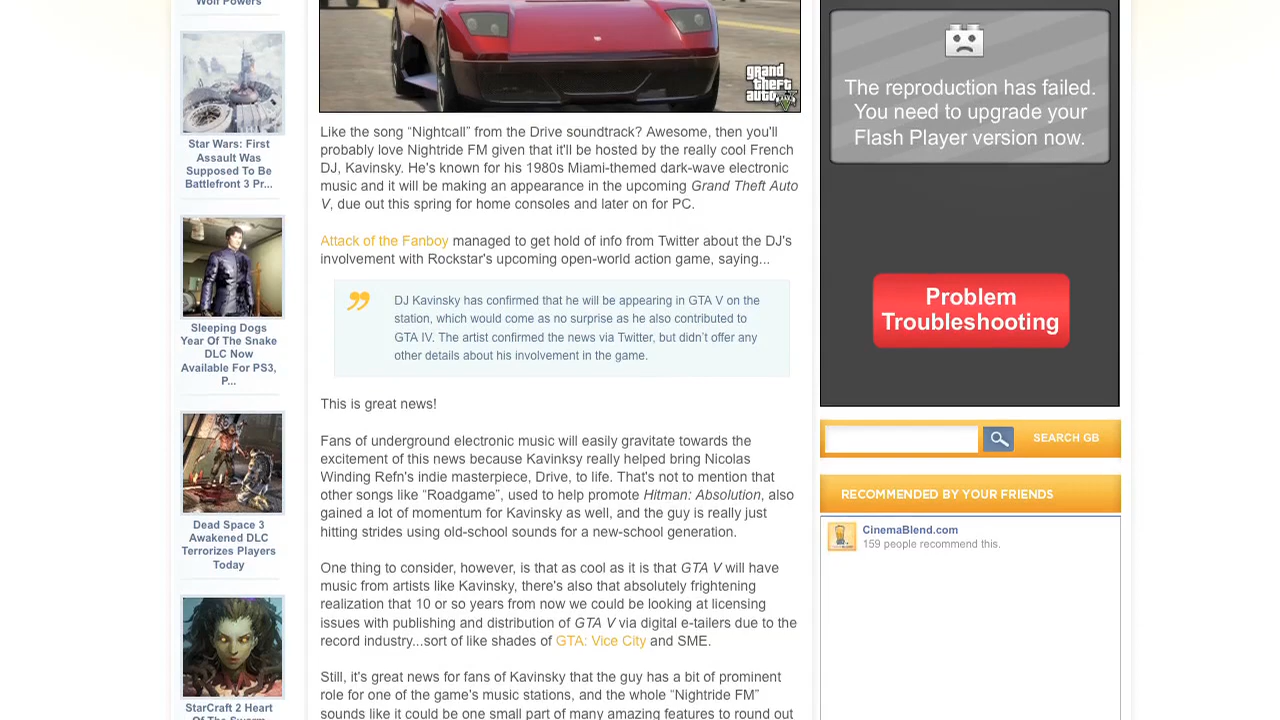 Wolf Powers
Star Wars: First
Assault Was
Supposed To Be
Battlefront 3 Pr...
Sleeping Dogs
Year Of The Snake
DLC Now
Available For PS3,
P...
Dead Space 3
Awakened DLC
Terrorizes Players
Today
StarCraft 2 Heart
Of The Swarm
grand
theft
auto
Like the song “Nightcall” from the Drive soundtrack? Awesome, then you'll
probably love Nightride FM given that it'll be hosted by the really cool French
DJ, Kavinsky. He's known for his 1980s Miami-themed dark-wave electronic
music and it will be making an appearance in the upcoming Grand Theft Auto
V, due out this spring for home consoles and later on for PC.
Attack of the Fanboy managed to get hold of info from Twitter about the DJ's
involvement with Rockstar's upcoming open-world action game, saying...
DJ Kavinsky has confirmed that he will be appearing in GTA V on the
station, which would come as no surprise as he also contributed to
GTA IV. The artist confirmed the news via Twitter, but didn’t offer any
other details about his involvement in the game.
This is great news!
Fans of underground electronic music will easily gravitate towards the
excitement of this news because Kavinksy really helped bring Nicolas
Winding Refn's indie masterpiece, Drive, to life. That's not to mention that
other songs like “Roadgame”, used to help promote Hitman: Absolution, also
gained a lot of momentum for Kavinsky as well, and the guy is really just
hitting strides using old-school sounds for a new-school generation.
One thing to consider, however, is that as cool as it is that GTA V will have
music from artists like Kavinsky, there's also that absolutely frightening
realization that 10 or so years from now we could be looking at licensing
issues with publishing and distribution of GTA V via digital e-tailers due to the
record industry...sort of like shades of GTA: Vice City and SME.
Still, it's great news for fans of Kavinsky that the guy has a bit of prominent
role for one of the game's music stations, and the whole “Nightride FM”
sounds like it could be one small part of many amazing features to round out
The reproduction has failed.
You need to upgrade your
Flash Player version now.
Problem
Troubleshooting
SEARCH GB
RECOMMENDED BY YOUR FRIENDS
CinemaBlend.com
159 people recommend this.